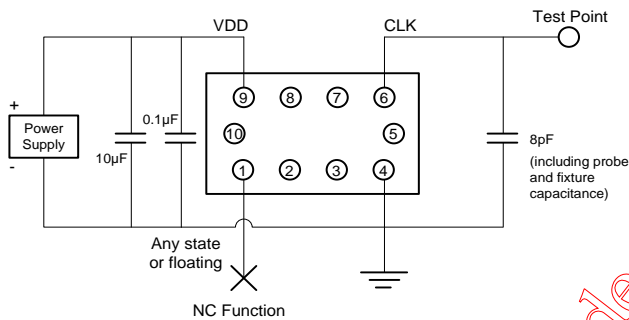 VDD
CLK
Test Point
+
Power
Supply
-
10µF
0.1µF
9
8
7
6
10
5
1
2
3
4
8pF
(including probe
and fixture
capacitance)
Any state
or floating
NC Function
de